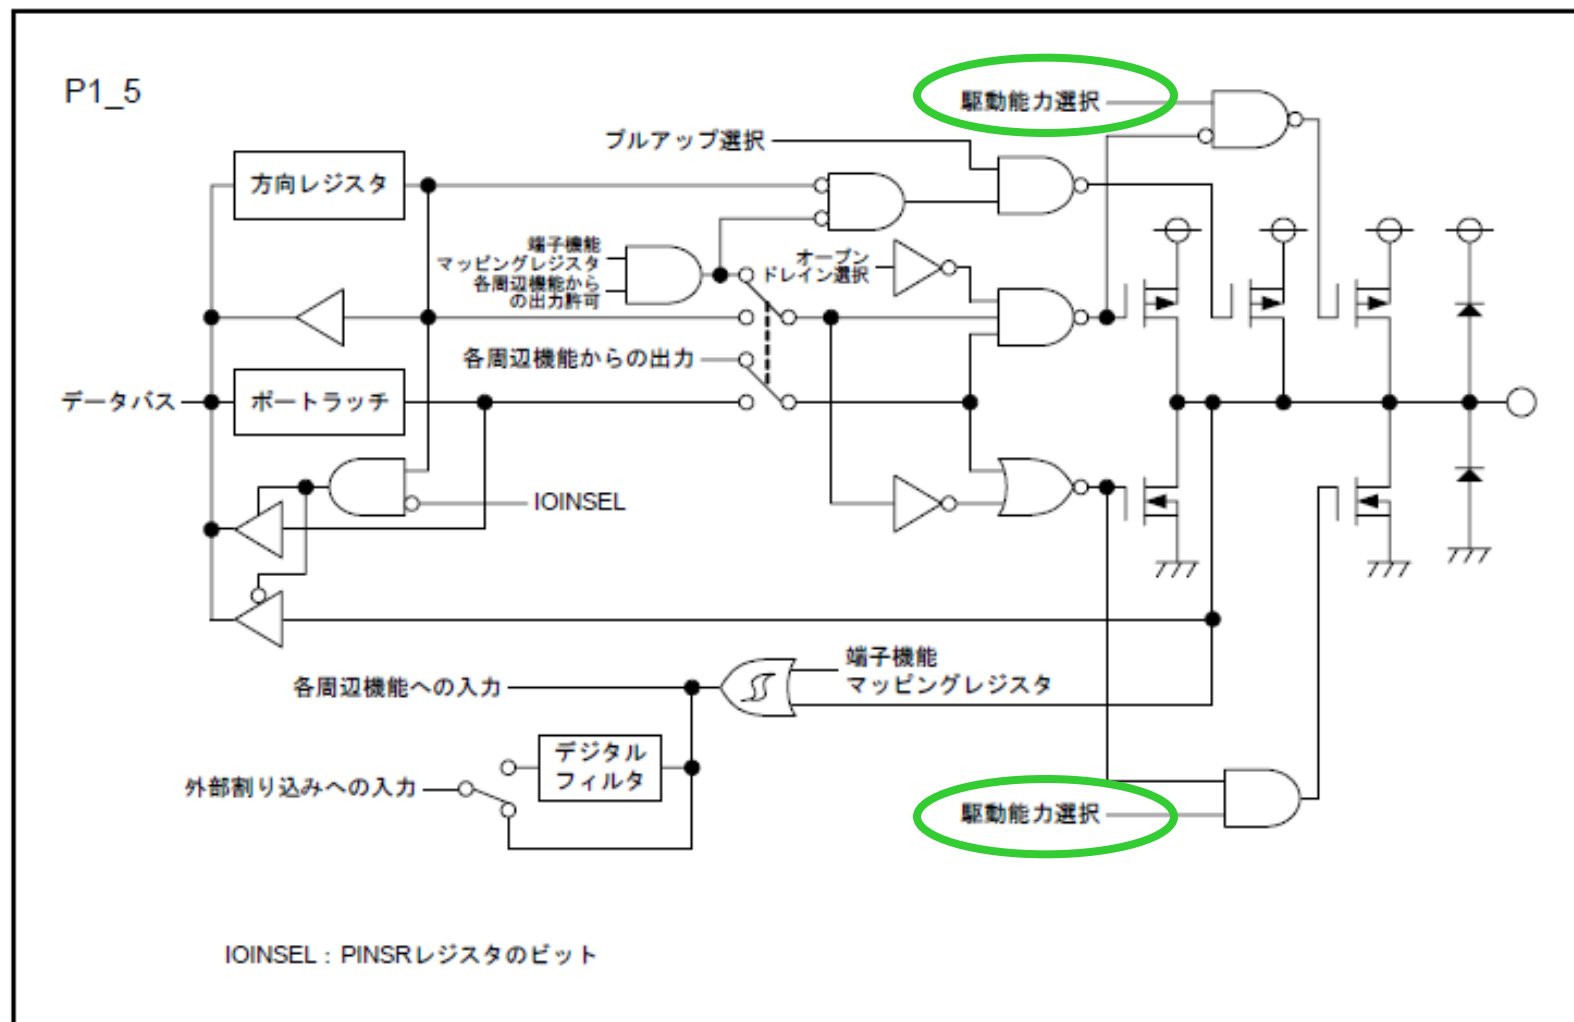 P1_5
駆動能力選択
プルアップ選択
方向レジスタ
端子機能
マッピングレジスタ
各周辺機能から
の出力許可
オープン
ドレイン選択
各周辺機能からの出力
データバス
ポートラッチ
IOINSEL
端子機能
マッピングレジスタ
各周辺機能への入力
デジタル
フィルタ
外部割り込みへの入力
駆動能力選択
IOINSEL：PINSRレジスタのビット